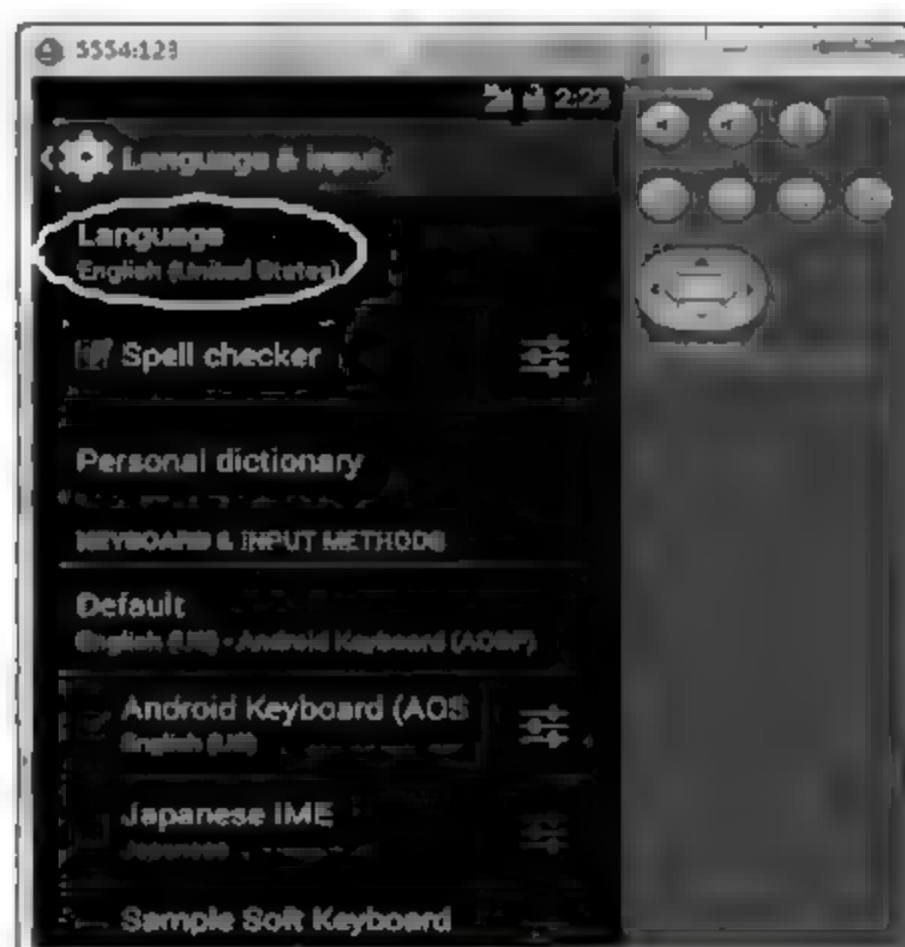 5554:123
2:23
Language & input
Language
English (United States)
Spell checker
Personal dictionary
KEYBOARD & INPUT METHODS
Default
English (US) - Android Keyboard (AOSP)
Android Keyboard (AOS
English (US)
Japanese IME
Japanese
Sample Soft Keyboard